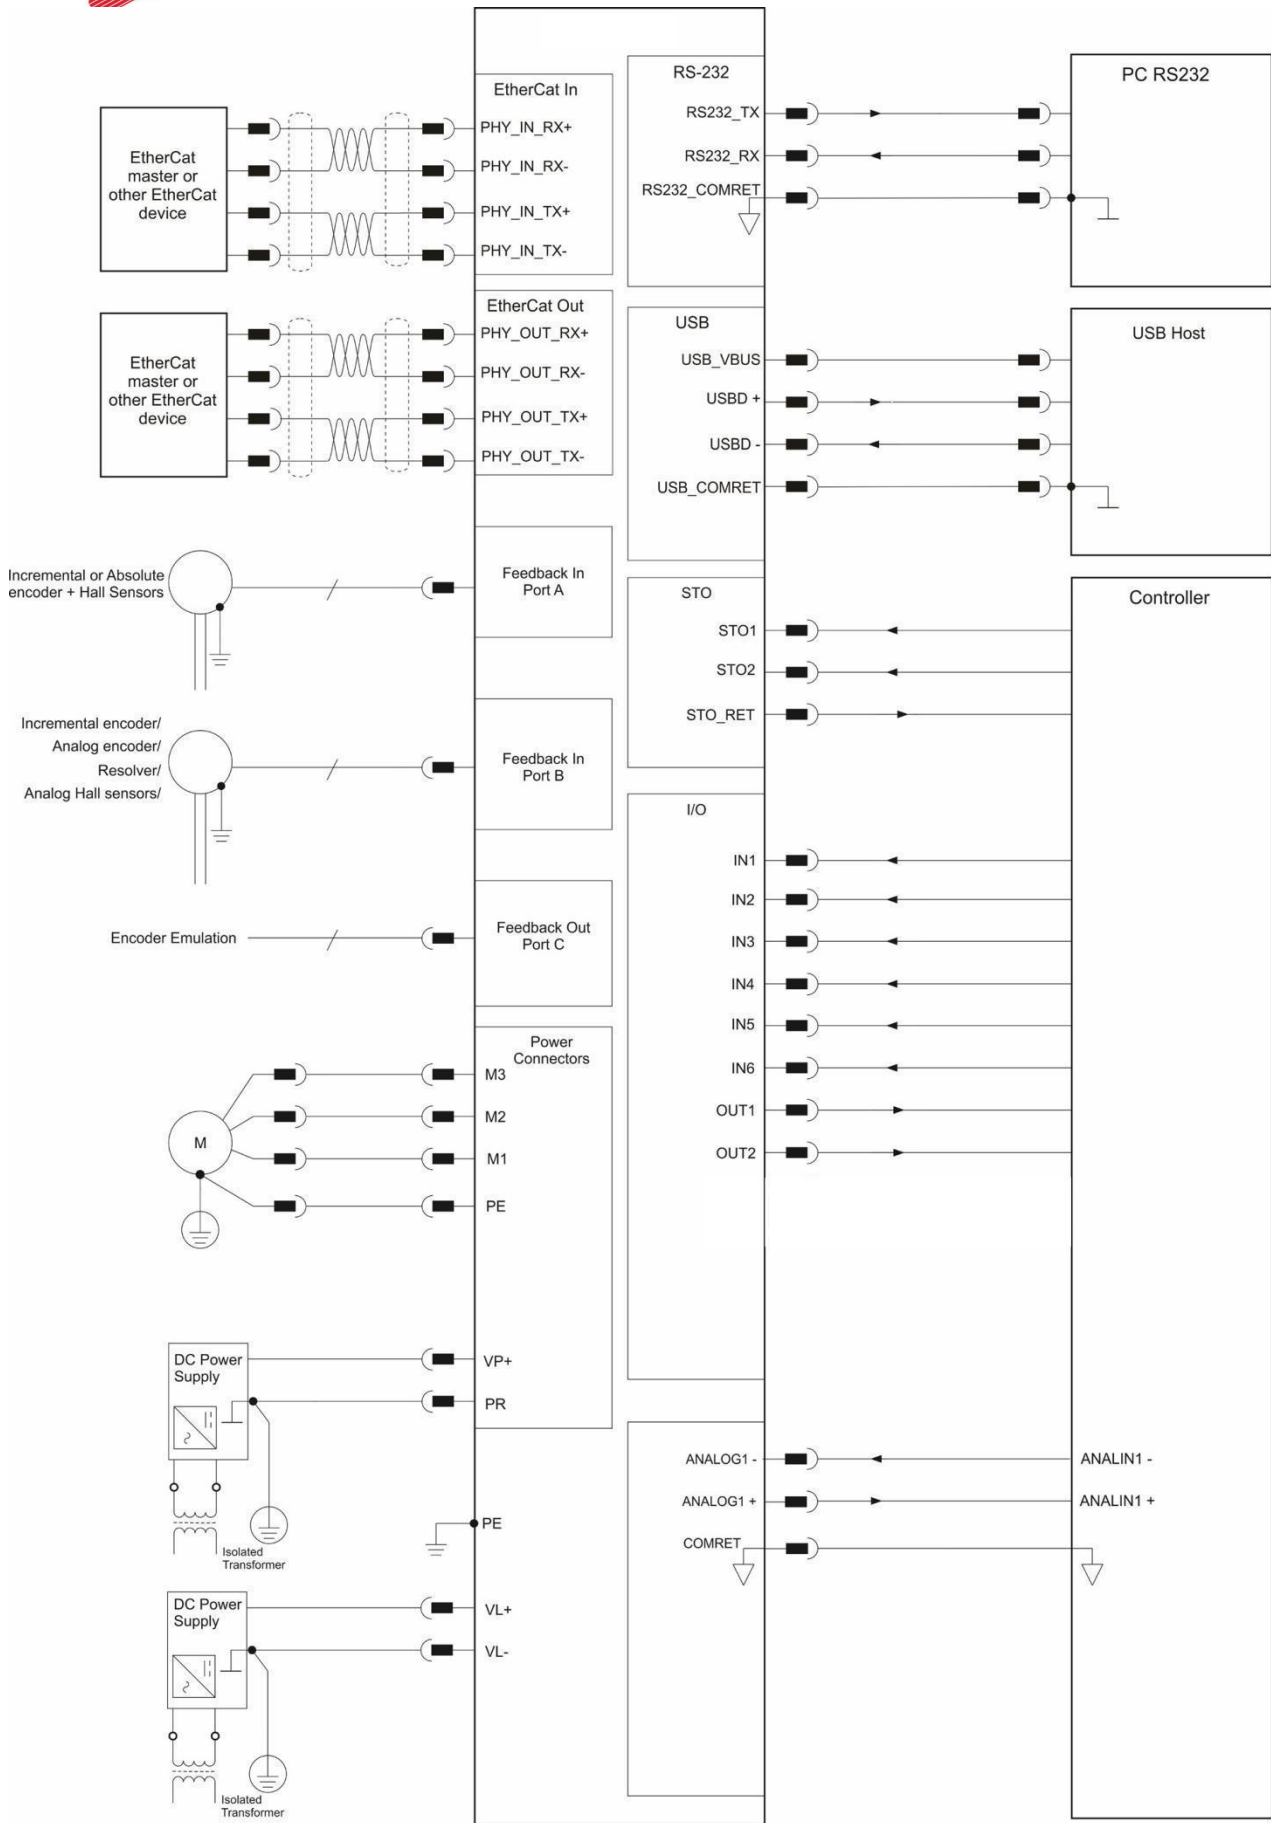 EtherCat
master or
other EtherCat
device
EtherCat In
PHY_IN_RX+
PHY_IN_RX-
PHY_IN_TX+
PHY_IN_TX-
EtherCat
master or
other EtherCat
device
EtherCat Out
PHY_OUT_RX+
PHY_OUT_RX-
PHY_OUT_TX+
PHY_OUT_TX-
Incremental or Absolute
encoder + Hall Sensors
Feedback In
Port A
Incremental encoder/
Analog encoder/
Resolver/
Analog Hall sensors/
Feedback In
Port B
Encoder Emulation
Feedback Out
Port C
Power
Connectors
M
M3
M2
M1
PE
DC Power
Supply
VP+
PR
Isolated
Transformer
PE
DC Power
Supply
VL+
VL-
Isolated
Transformer
RS-232
RS232_TX
RS232_RX
RS232_COMRET
PC RS232
USB
USB_VBUS
USBD +
USBD -
USB_COMRET
USB Host
STO
STO1
STO2
STO_RET
Controller
I/O
IN1
IN2
IN3
IN4
IN5
IN6
OUT1
OUT2
ANALOG1 -
ANALOG1 +
COMRET
ANALIN1 -
ANALIN1 +